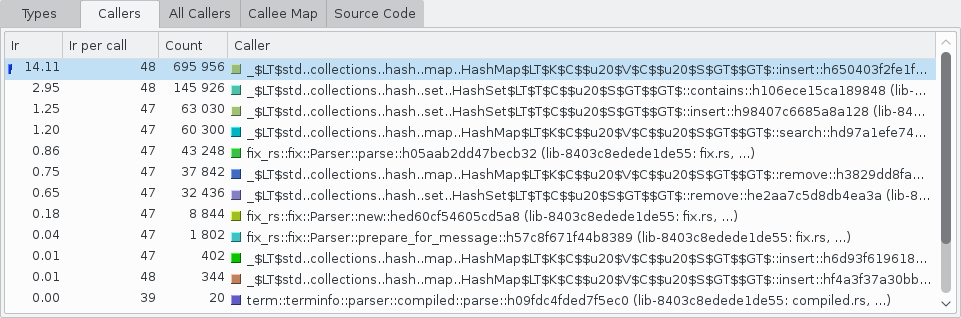 Types Callers All Callers Callee Map Source Code
Ir Ir per call Count Caller
14.11 48 695 956 _$LT$std..collections..hash..map..HashMap$LT$K$C$$u20$V$C$$u20$S$GT$$GT$::insert::h650403f2fe1f...
2.95 48 145 926 _$LT$std..collections..hash..set..HashSet$LT$T$C$$u20$S$GT$$GT$::contains::h106ece15ca189848 (lib-...
1.25 47 63 030 _$LT$std..collections..hash..set..HashSet$LT$T$C$$u20$S$GT$$GT$::insert::h98407c6685a8a128 (lib-84...
1.20 47 60 300 _$LT$std..collections..hash..map..HashMap$LT$K$C$$u20$V$C$$u20$S$GT$$GT$::search::hd97a1efe74...
0.86 47 43 248 fix_rs::fix::Parser::parse::h05aab2dd47becb32 (lib-8403c8edede1de55: fix.rs, ...)
0.75 47 37 842 _$LT$std..collections..hash..map..HashMap$LT$K$C$$u20$V$C$$u20$S$GT$$GT$::remove::h3829dd8fa...
0.65 47 32 436 _$LT$std..collections..hash..set..HashSet$LT$T$C$$u20$S$GT$$GT$::remove::he2aa7c5d8db4ea3a (lib-8...
0.18 47 8 844 fix_rs::fix::Parser::new::hed60cf54605cd5a8 (lib-8403c8edede1de55: fix.rs, ...)
0.04 47 1 802 fix_rs::fix::Parser::prepare_for_message::h57c8f671f44b8389 (lib-8403c8edede1de55: fix.rs, ...)
0.01 47 402 _$LT$std..collections..hash..map..HashMap$LT$K$C$$u20$V$C$$u20$S$GT$$GT$::h6d93f619618...
0.01 48 344 _$LT$std..collections..hash..map..HashMap$LT$K$C$$u20$V$C$$u20$S$GT$$GT$::hf4a3f37a30bb...
0.00 39 20 term::terminfo::parser::compiled::parse::h09fdc4fded7f5ec0 (lib-8403c8edede1de55: compiled.rs, ...)